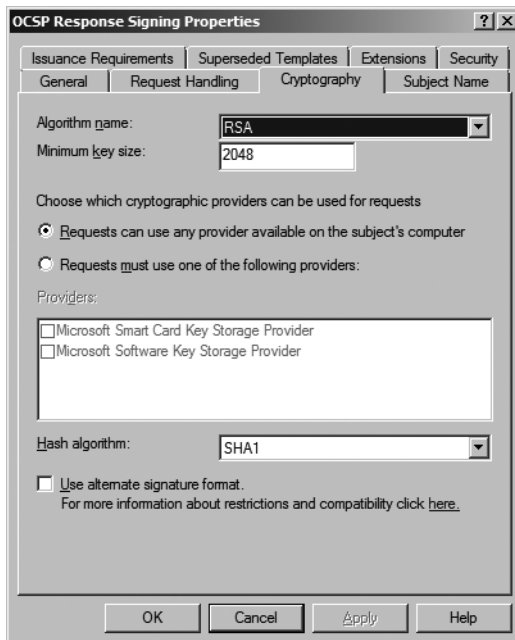 OCSP Response Signing Properties
Issuance Requirements Superseded Templates Extensions Security
General Request Handling Cryptography Subject Name
Algorithm name: RSA
Minimum key size: 2048
Choose which cryptographic providers can be used for requests
Requests can use any provider available on the subject's computer
Requests must use one of the following providers:
Providers:
Microsoft Smart Card Key Storage Provider
Microsoft Software Key Storage Provider
Hash algorithm: SHA1
Use alternate signature format.
For more information about restrictions and compatibility click here.
OK Cancel Apply Help